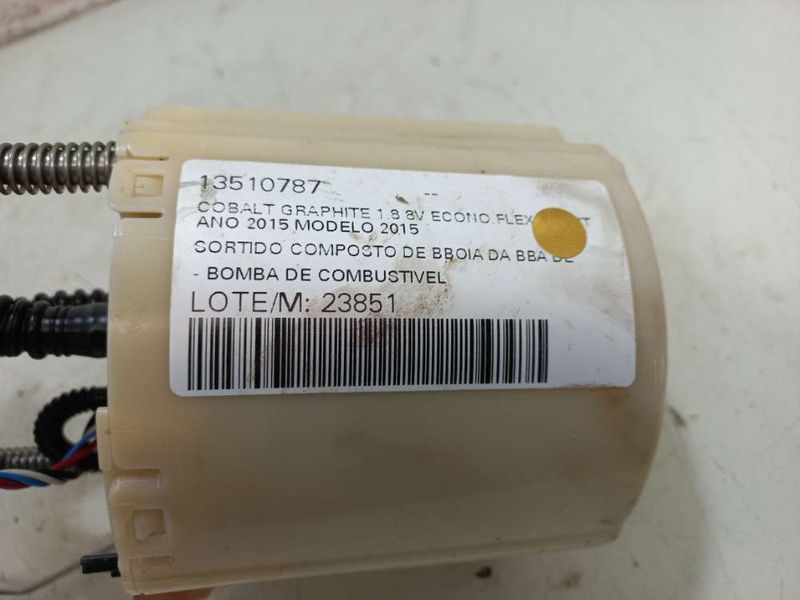 13510787 --
COBALT GRAPHITE 1.8 8V ECONO.FLEX
ANO 2015 MODELO 2015
SORTIDO COMPOSTO DE BBOIA DA BBA DE
- BOMBA DE COMBUSTIVEL
LOTE/M: 23851